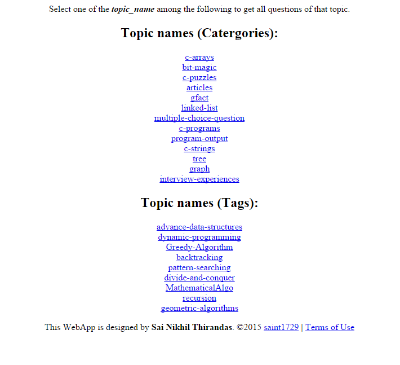 Select one of the topic_name among the following to get all questions of that topic.
Topic names (Catergories):
c-arrays
bit-magic
c-puzzles
articles
gfact
linked-list
multiple-choice-question
c-programs
program-output
c-strings
tree
graph
interview-experiences
Topic names (Tags):
advance-data-structures
dynamic-programming
Greedy-Algorithm
backtracking
pattern-searching
divide-and-conquer
MathematicalAlgo
recursion
geometric-algorithms
This WebApp is designed by Sai Nikhil Thirandas. ©2015 saint1729 | Terms of Use